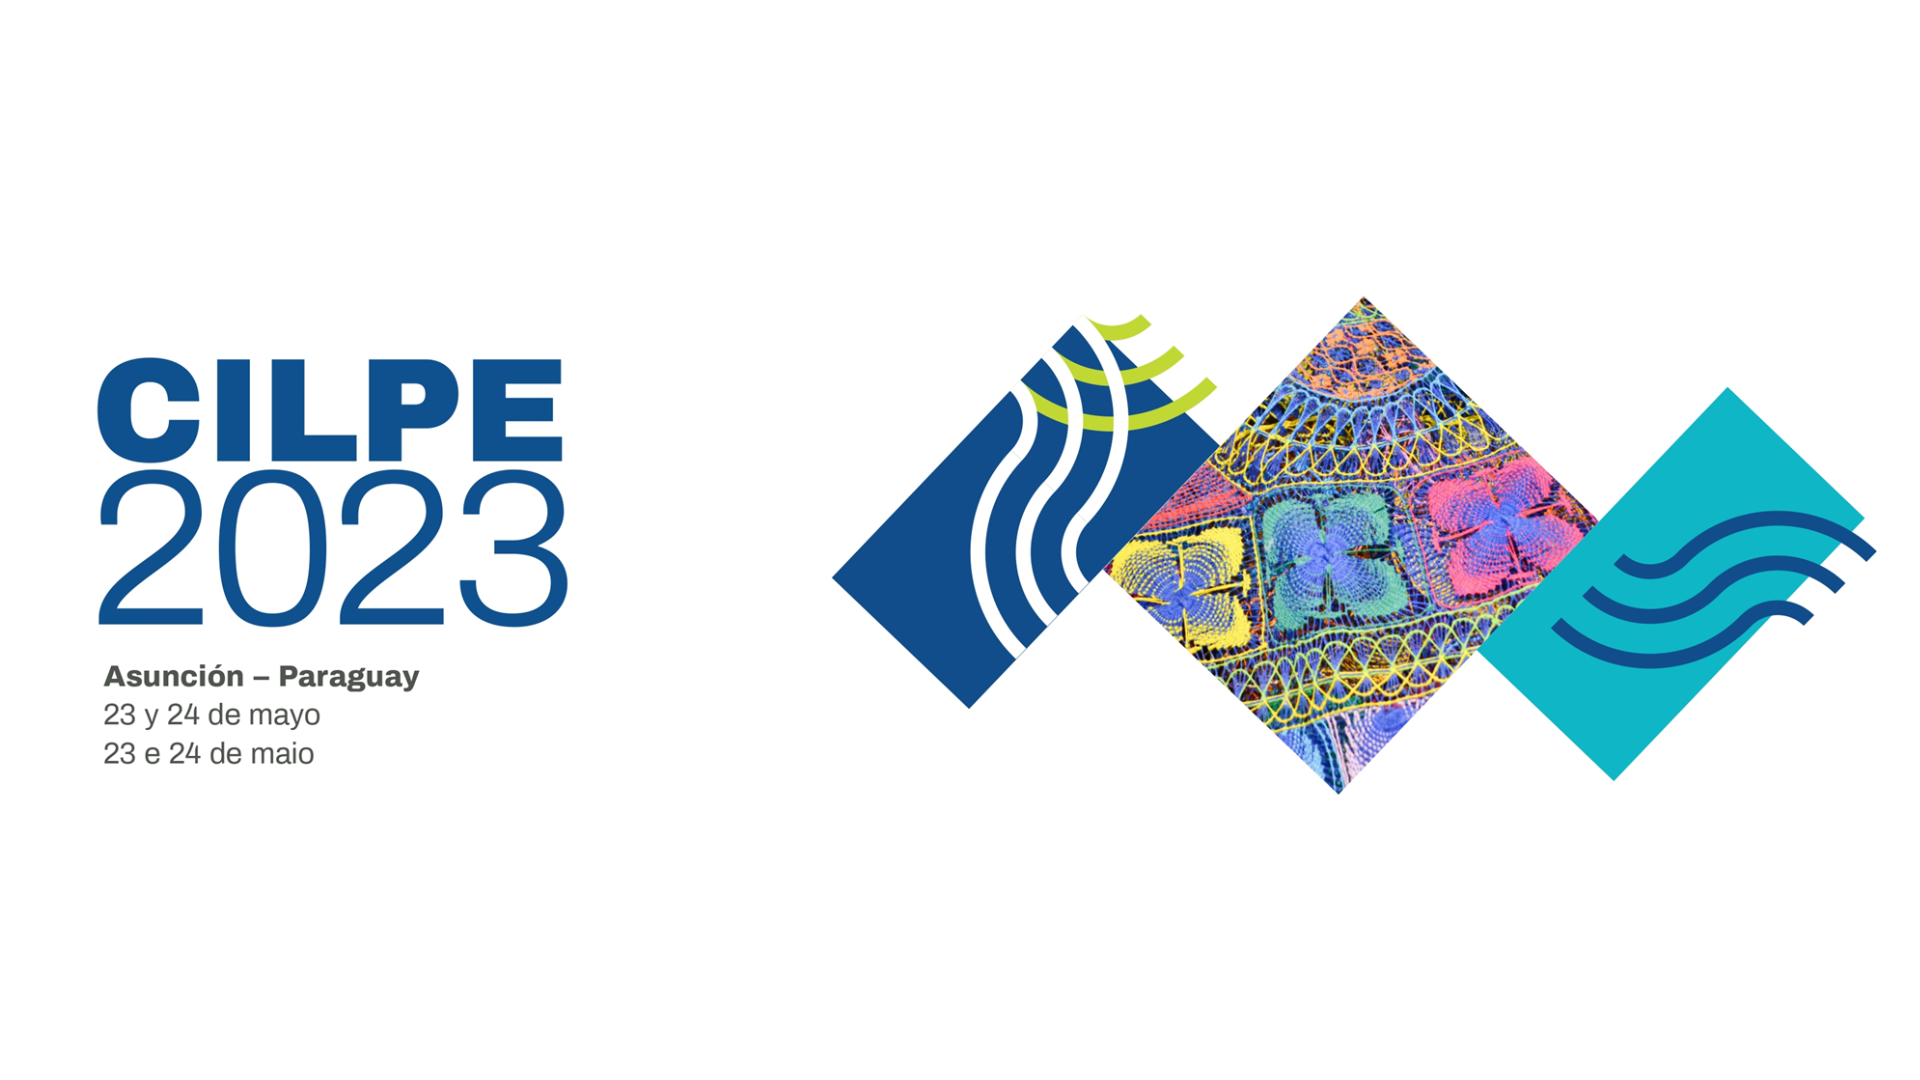 CILPE
2023
Asunción – Paraguay
23 y 24 de mayo
23 e 24 de maio